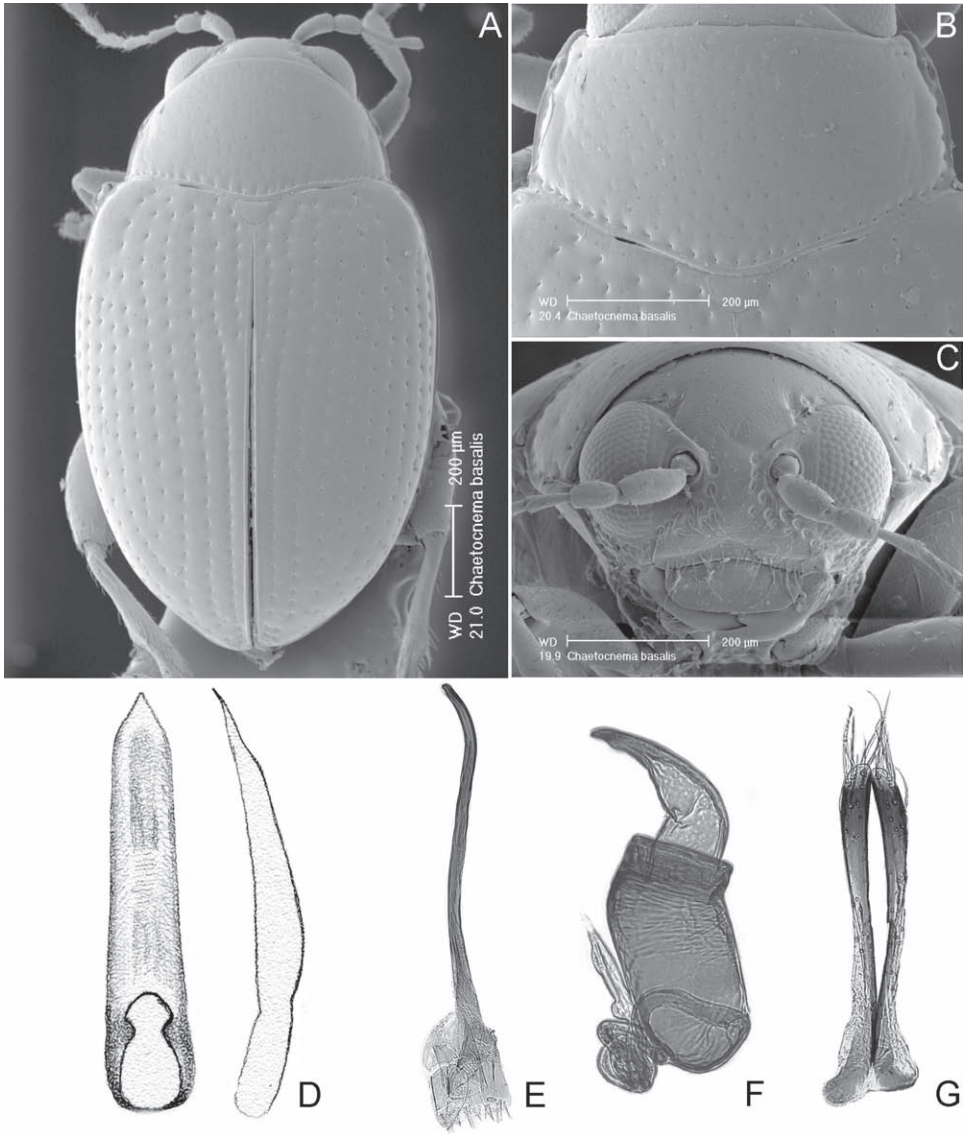 A
WD 200 µm
21.0 Chaetocnema basalis
B
WD 200 µm
20.4 Chaetocnema basalis
C
WD 200 µm
19.9 Chaetocnema basalis
D
E
F
G